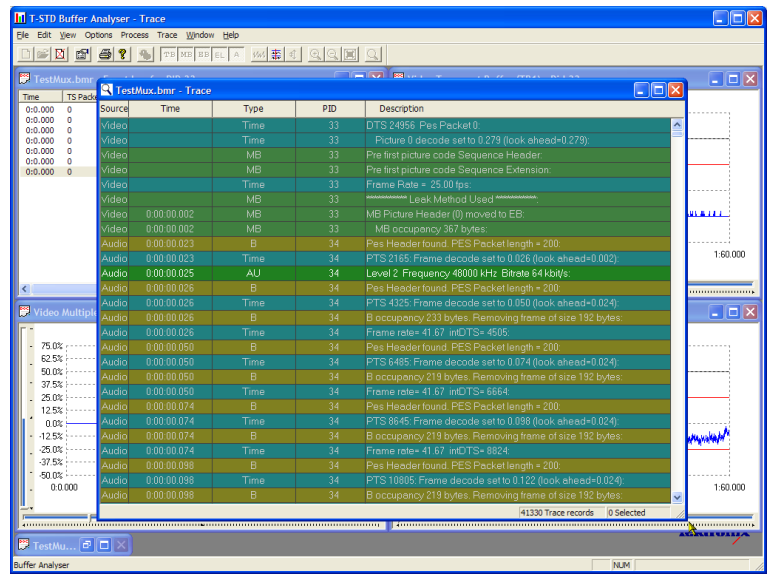 T-STD Buffer Analyser - Trace
File Edit View Options Process Trace Window Help
TB MB BB EL A
TestMux.bmr
Time TS Packe
0:0.000 0
0:0.000 0
0:0.000 0
0:0.000 0
0:0.000 0
0:0.000 0
0:0.000 0
TestMux.bmr - Trace
Source Time Type PID Description
Video Time 33 DTS 24956 Pes Packet 0:
Video Time 33 Picture 0 decode set to 0.279 (look ahead=0.279):
Video MB 33 Pre first picture code Sequence Header:
Video MB 33 Pre first picture code Sequence Extension:
Video Time 33 Frame Rate = 25.00 fps:
Video MB 33 *********** Leak Method Used ***********:
Video 0:00:00.002 MB 33 MB Picture Header (0) moved to EB:
Video 0:00:00.002 MB 33 MB occupancy 367 bytes:
Audio 0:00:00.023 B 34 Pes Header found. PES Packet length = 200:
Audio 0:00:00.023 Time 34 PTS 2165: Frame decode set to 0.026 (look ahead=0.002):
Audio 0:00:00.025 AU 34 Level 2 Frequency 48000 kHz Bitrate 64 kbit/s:
Audio 0:00:00.026 B 34 Pes Header found. PES Packet length = 200:
Audio 0:00:00.026 Time 34 PTS 4325: Frame decode set to 0.050 (look ahead=0.024):
Audio 0:00:00.026 B 34 B occupancy 233 bytes. Removing frame of size 192 bytes:
Audio 0:00:00.026 Time 34 Frame rate= 41.67 intDTS= 4505:
Audio 0:00:00.050 B 34 Pes Header found. PES Packet length = 200:
Audio 0:00:00.050 Time 34 PTS 6485: Frame decode set to 0.074 (look ahead=0.024):
Audio 0:00:00.050 B 34 B occupancy 219 bytes. Removing frame of size 192 bytes:
Audio 0:00:00.050 Time 34 Frame rate= 41.67 intDTS= 6664:
Audio 0:00:00.074 B 34 Pes Header found. PES Packet length = 200:
Audio 0:00:00.074 Time 34 PTS 8645: Frame decode set to 0.098 (look ahead=0.024):
Audio 0:00:00.074 B 34 B occupancy 219 bytes. Removing frame of size 192 bytes:
Audio 0:00:00.074 Time 34 Frame rate= 41.67 intDTS= 8824:
Audio 0:00:00.098 B 34 Pes Header found. PES Packet length = 200:
Audio 0:00:00.098 Time 34 PTS 10805: Frame decode set to 0.122 (look ahead=0.024):
Audio 0:00:00.098 B 34 B occupancy 219 bytes. Removing frame of size 192 bytes:
41330 Trace records 0 Selected
1:60.000
Video Multiple
75.0%
62.5%
50.0%
37.5%
25.0%
12.5%
0.0%
-12.5%
-25.0%
-37.5%
-50.0%
0:0.000
1:60.000
Tektronix
TestMu...
Buffer Analyser NUM